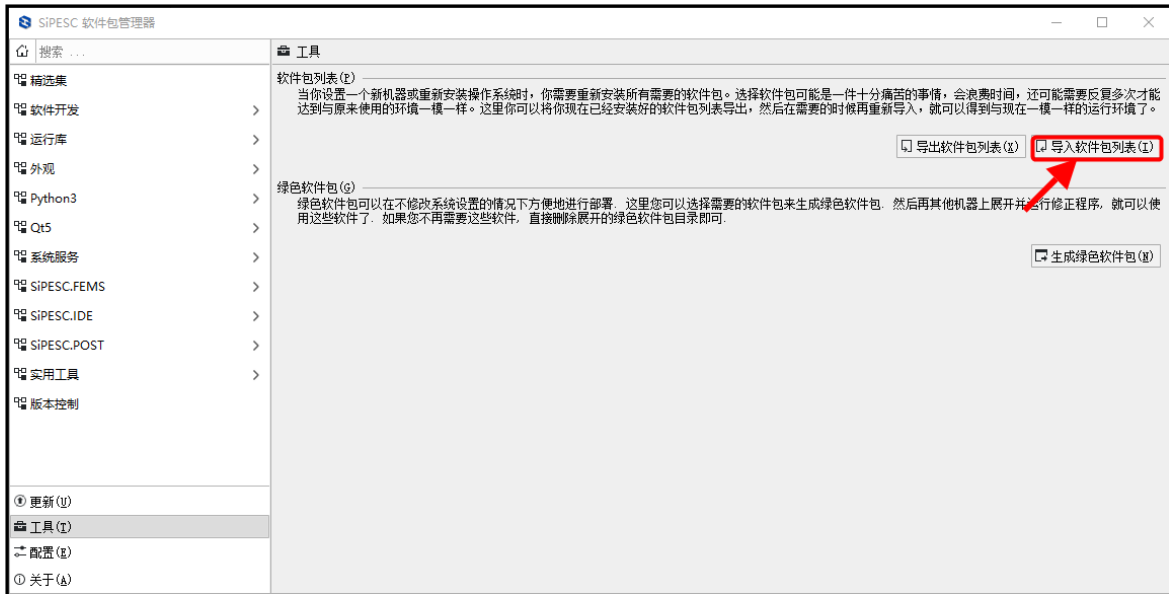 SiPESC 软件包管理器
搜索 ...
工具
精选集
软件开发
运行库
外观
Python3
Qt5
系统服务
SiPESC.FEMS
SiPESC.IDE
SiPESC.POST
实用工具
版本控制
更新(U)
工具(T)
配置(E)
关于(A)
软件包列表(P)
当你设置一个新机器或重新安装操作系统时，你需要重新安装所有需要的软件包。选择软件包可能是一件十分痛苦的事情，会浪费时间，还可能需要反复多次才能
达到与原来使用的环境一模一样。这里你可以将你现在已经安装好的软件包列表导出，然后在需要的时候再重新导入，就可以得到与现在一模一样的运行环境了。
导出软件包列表(X)
导入软件包列表(I)
绿色软件包(G)
绿色软件包可以在不修改系统设置的情况下方便地进行部署. 这里您可以选择需要的软件包来生成绿色软件包. 然后再其他机器上展开并运行修正程序, 就可以使
用这些软件了. 如果您不再需要这些软件, 直接删除展开的绿色软件包目录即可.
生成绿色软件包(N)